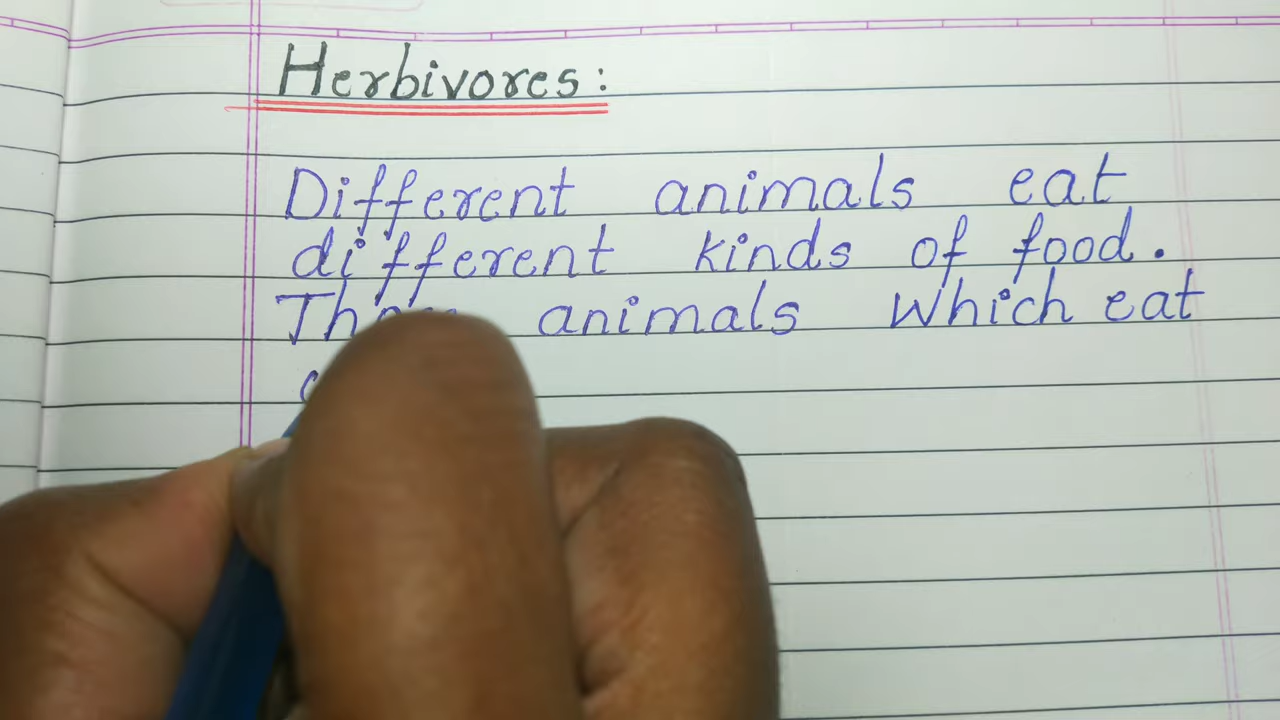 Herbivores:
Different animals eat
different kinds of food.
animals which eat